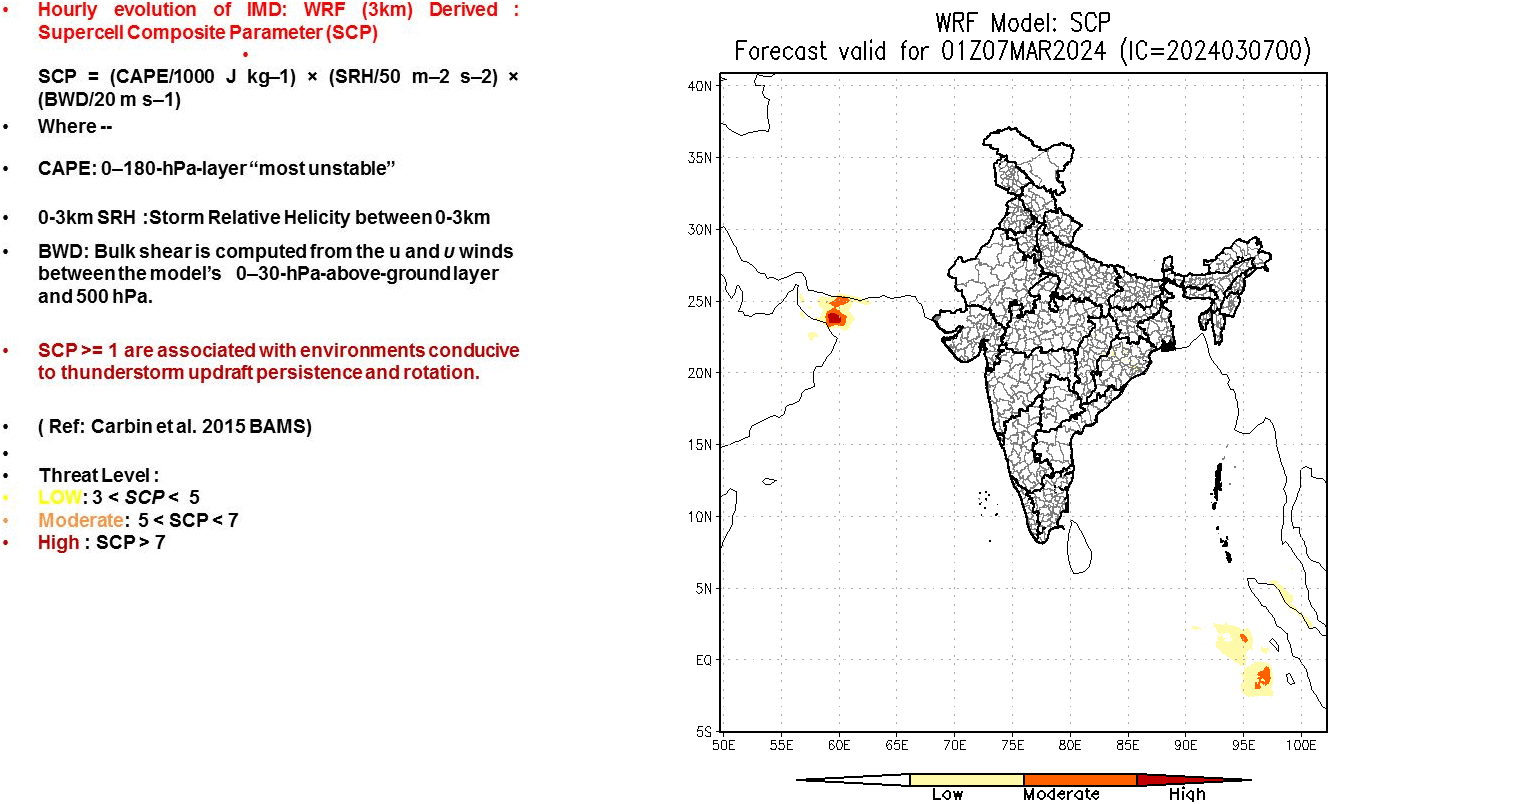 • Hourly evolution of IMD: WRF (3km) Derived :
Supercell Composite Parameter (SCP)
•
SCP = (CAPE/1000 J kg–1) × (SRH/50 m–2 s–2) ×
(BWD/20 m s–1)
• Where --
• CAPE: 0–180-hPa-layer “most unstable”
• 0-3km SRH :Storm Relative Helicity between 0-3km
• BWD: Bulk shear is computed from the u and υ winds
between the model’s 0–30-hPa-above-ground layer
and 500 hPa.
• SCP >= 1 are associated with environments conducive
to thunderstorm updraft persistence and rotation.
• ( Ref: Carbin et al. 2015 BAMS)
•
• Threat Level :
• LOW: 3 < SCP < 5
• Moderate: 5 < SCP < 7
• High : SCP > 7
WRF Model: SCP
Forecast valid for 01Z07MAR2024 (IC=2024030700)
40N
35N
30N
25N
20N
15N
10N
5N
EQ
5S
50E 55E 60E 65E 70E 75E 80E 85E 90E 95E 100E
Low Moderate High